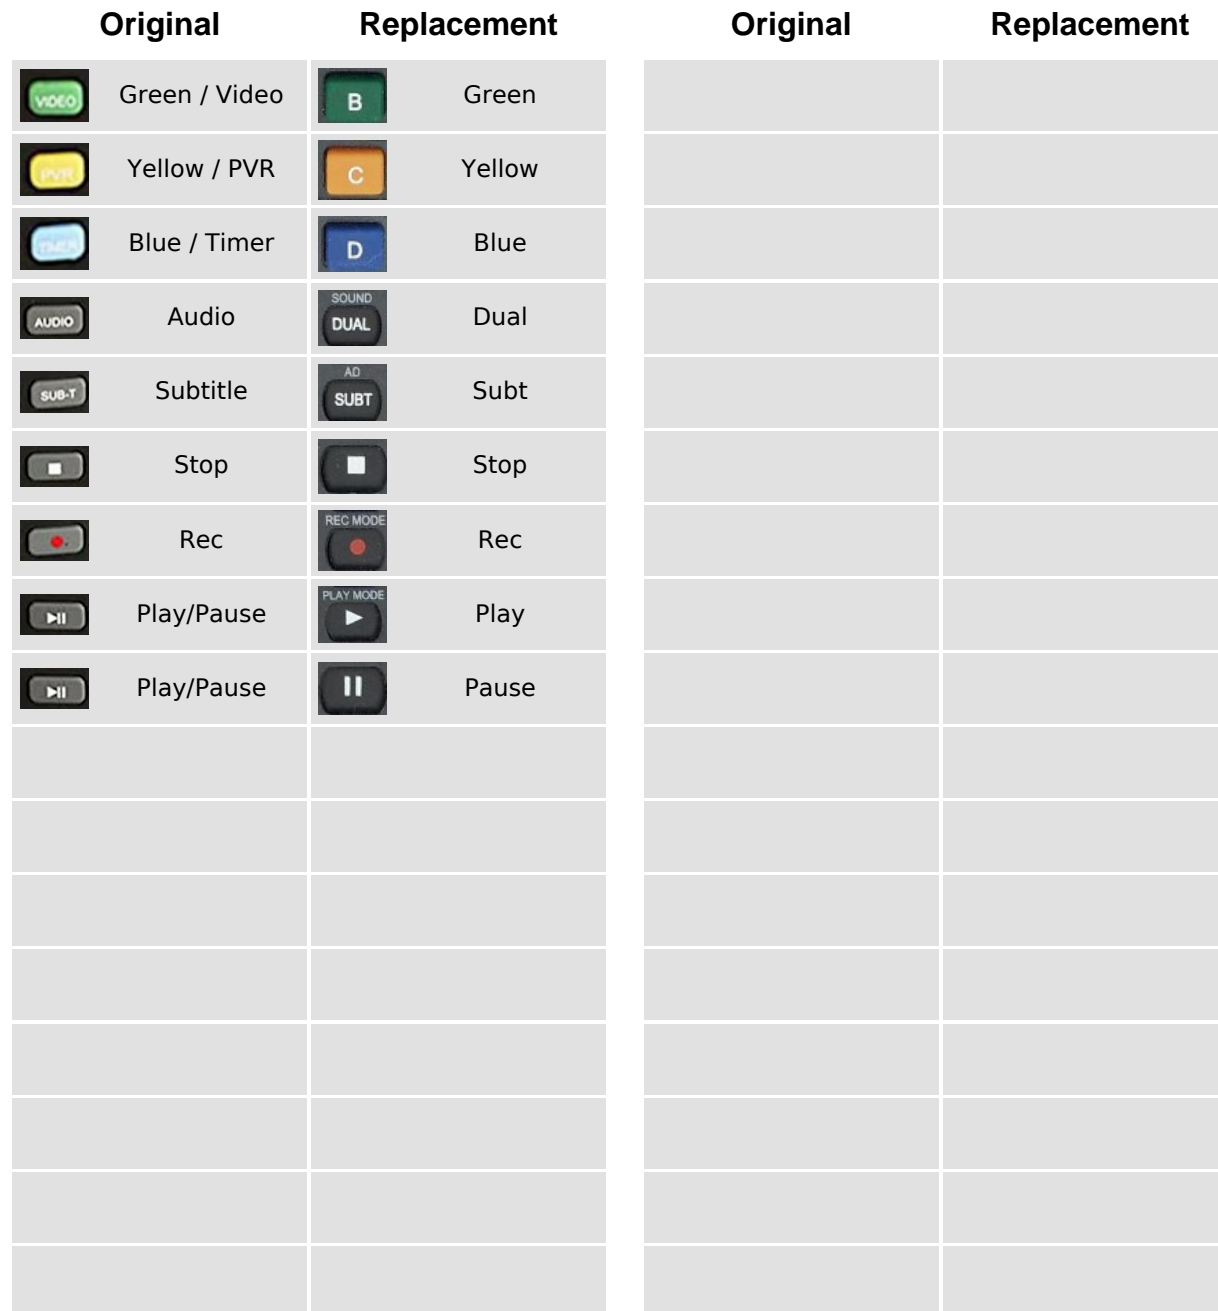 Original Replacement Original Replacement
VIDEO Green / Video B Green
PVR Yellow / PVR C Yellow
TIMER Blue / Timer D Blue
AUDIO Audio SOUND DUAL Dual
SUB-T Subtitle AD SUBT Subt
Stop Stop
Rec REC MODE Rec
Play/Pause PLAY MODE Play
Play/Pause Pause